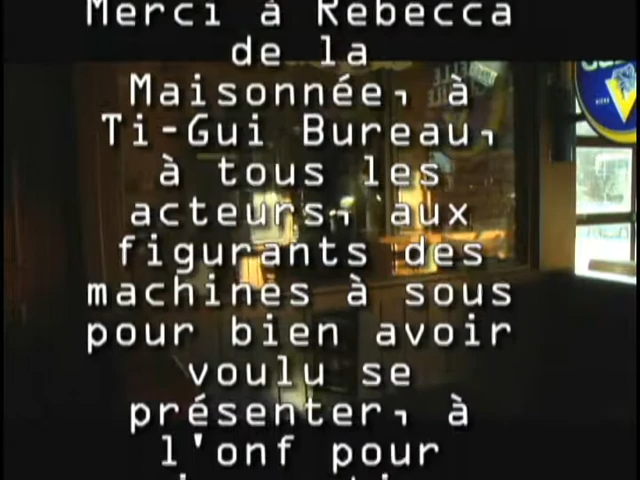 Merci à Rebecca
de la
Maisonnée, à
Ti-Gui Bureau,
à tous les
acteurs, aux
figurants des
machines à sous
pour bien avoir
voulu se
présenter, à
l'onf pour